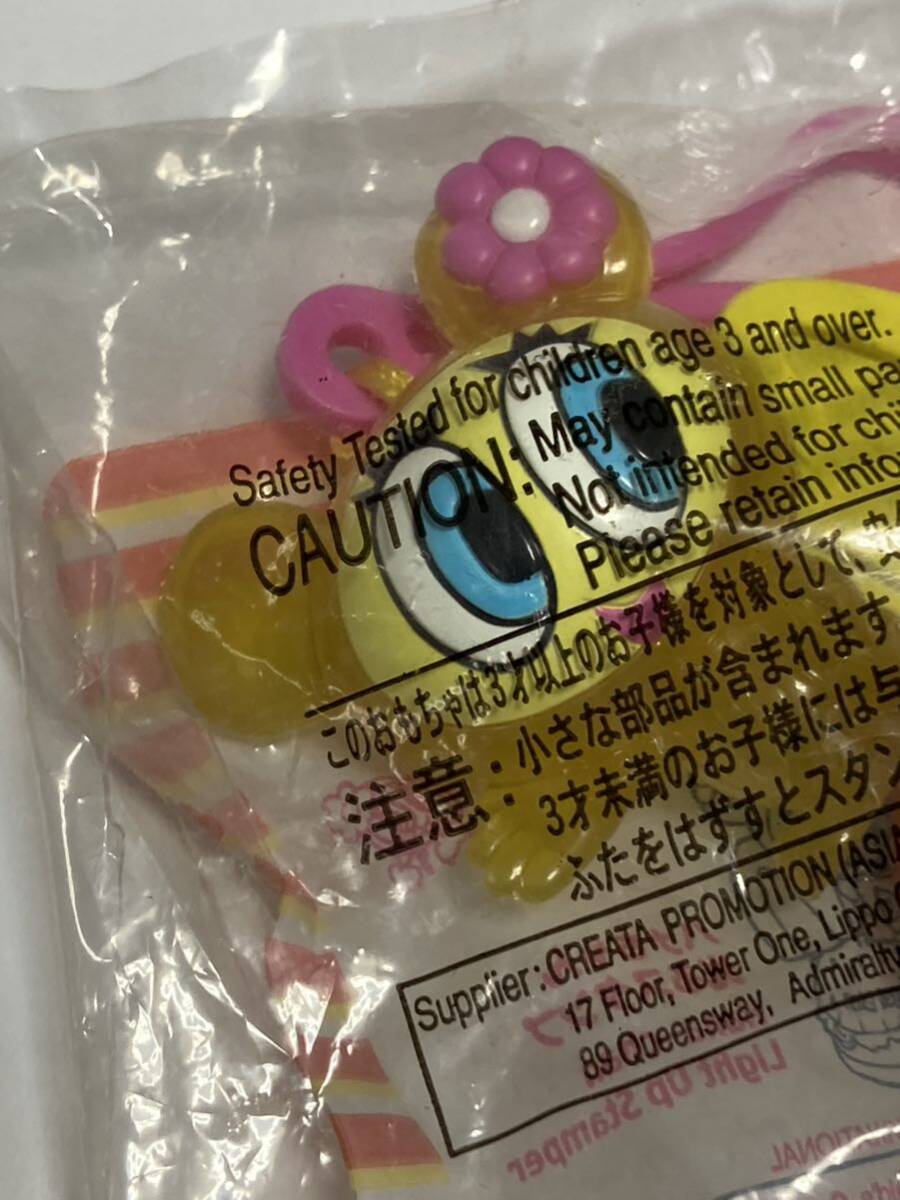 Safety Tested for children age 3 and over.
CAUTION: May contain small
Not intended for
Please retain
このおもちゃは3才以上のお子様を対象として、
注意: 小さな部品が含まれます
3才未満のお子様には与
ふたをはずすとスタン
Supplier: CREATA PROMOTION (ASIA
17 Floor, Tower One, Lippo
89 Queensway, Admiralty
Light Up Stamper